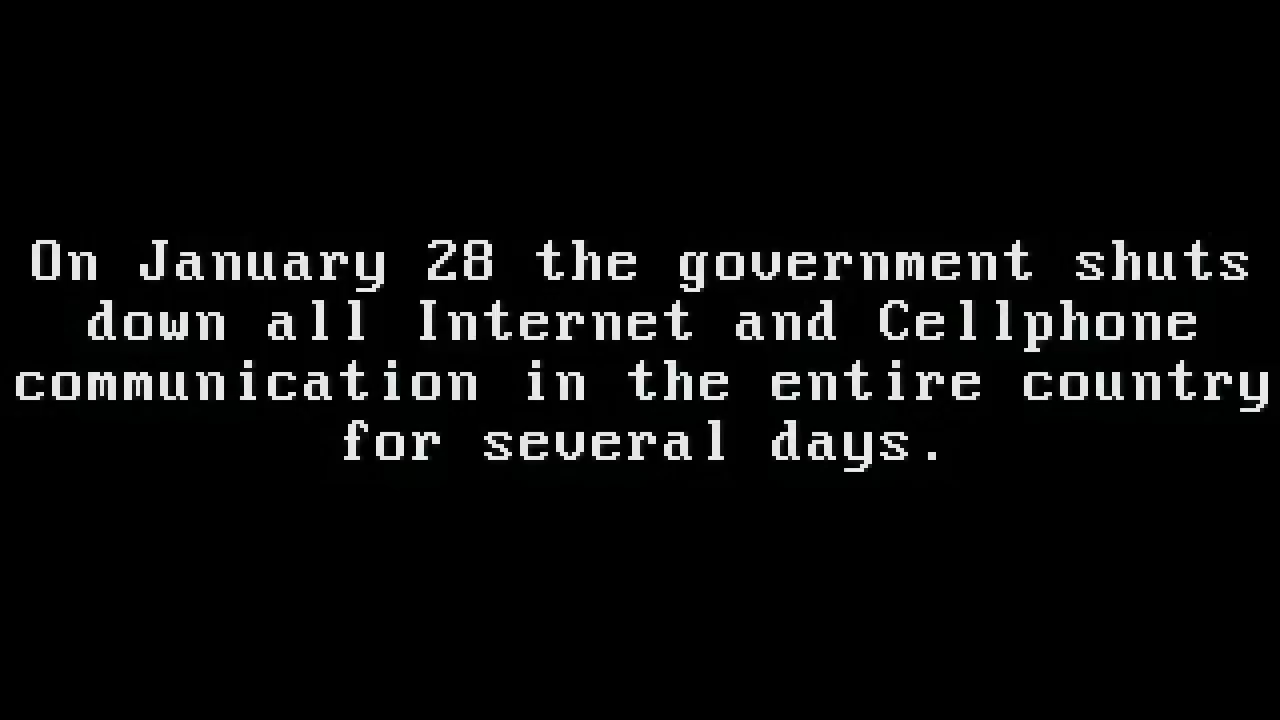 On January 28 the government shuts
down all Internet and Cellphone
communication in the entire country
for several days.